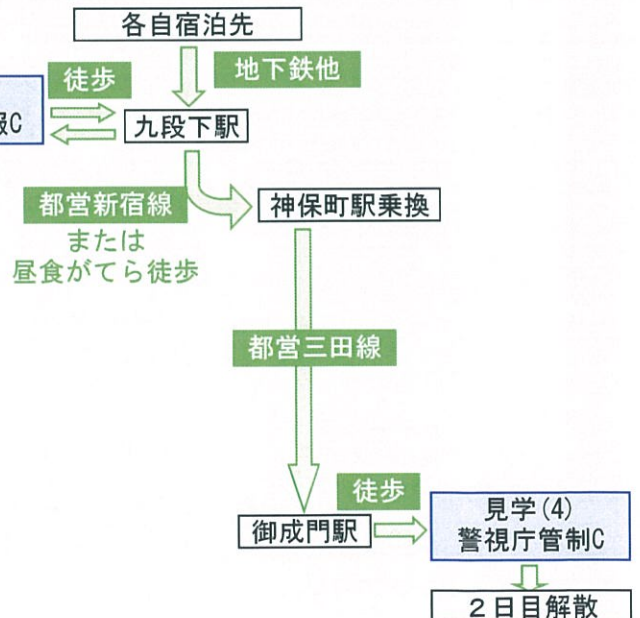 各自宿泊先
地下鉄他
徒歩
報C
九段下駅
都営新宿線
神保町駅乗換
または
昼食がてら徒歩
都営三田線
徒歩
御成門駅
見学(4)
警視庁管制C
2日目解散